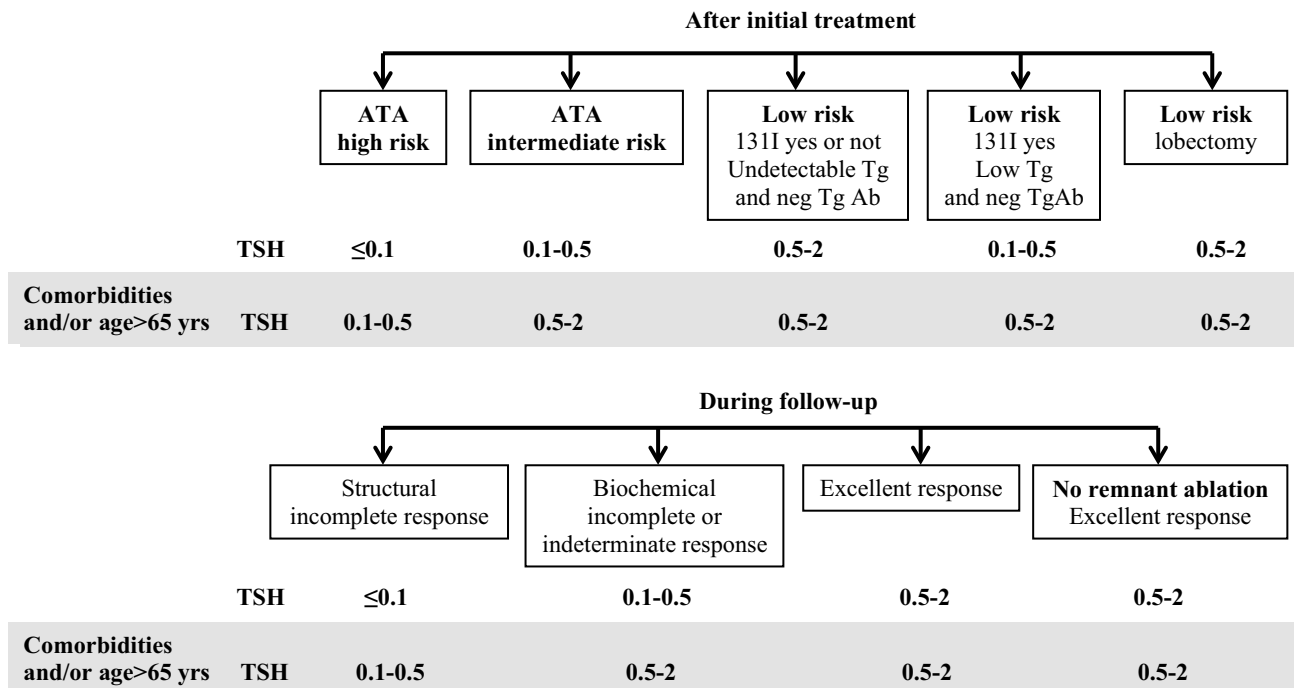 After initial treatment
ATA
high risk
ATA
intermediate risk
Low risk
131I yes or not
Undetectable Tg
and neg Tg Ab
Low risk
131I yes
Low Tg
and neg TgAb
Low risk
lobectomy
TSH ≤0.1 0.1-0.5 0.5-2 0.1-0.5 0.5-2
Comorbidities
and/or age>65 yrs TSH 0.1-0.5 0.5-2 0.5-2 0.5-2 0.5-2
During follow-up
Structural
incomplete response
Biochemical
incomplete or
indeterminate response
Excellent response
No remnant ablation
Excellent response
TSH ≤0.1 0.1-0.5 0.5-2 0.5-2
Comorbidities
and/or age>65 yrs TSH 0.1-0.5 0.5-2 0.5-2 0.5-2